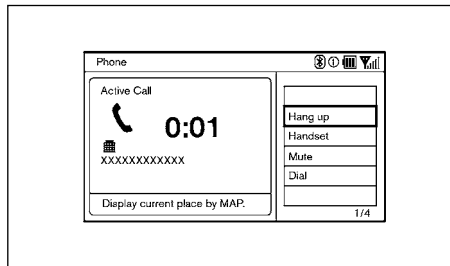 Phone
Active Call
0:01
XXXXXXXXXXXX
Display current place by MAP.
Hang up
Handset
Mute
Dial
1/4